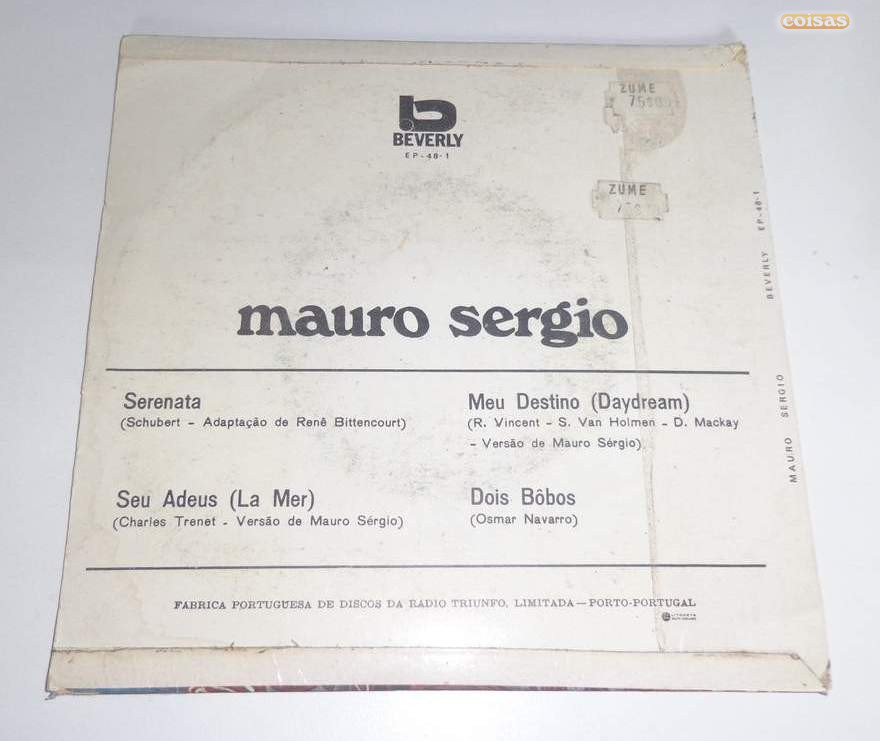 coisas
ZUME
BEVERLY
EP-48-1
ZUME
mauro sergio
Serenata
(Schubert - Adaptação de Renê Bittencourt)
Meu Destino (Daydream)
(R. Vincent - S. Van Holmen - D. Mackay
- Versão de Mauro Sérgio)
Seu Adeus (La Mer)
(Charles Trenet - Versão de Mauro Sérgio)
Dois Bôbos
(Osmar Navarro)
FABRICA PORTUGUESA DE DISCOS DA RADIO TRIUNFO, LIMITADA — PORTO-PORTUGAL
MAURO SERGIO BEVERLY EP-48-1